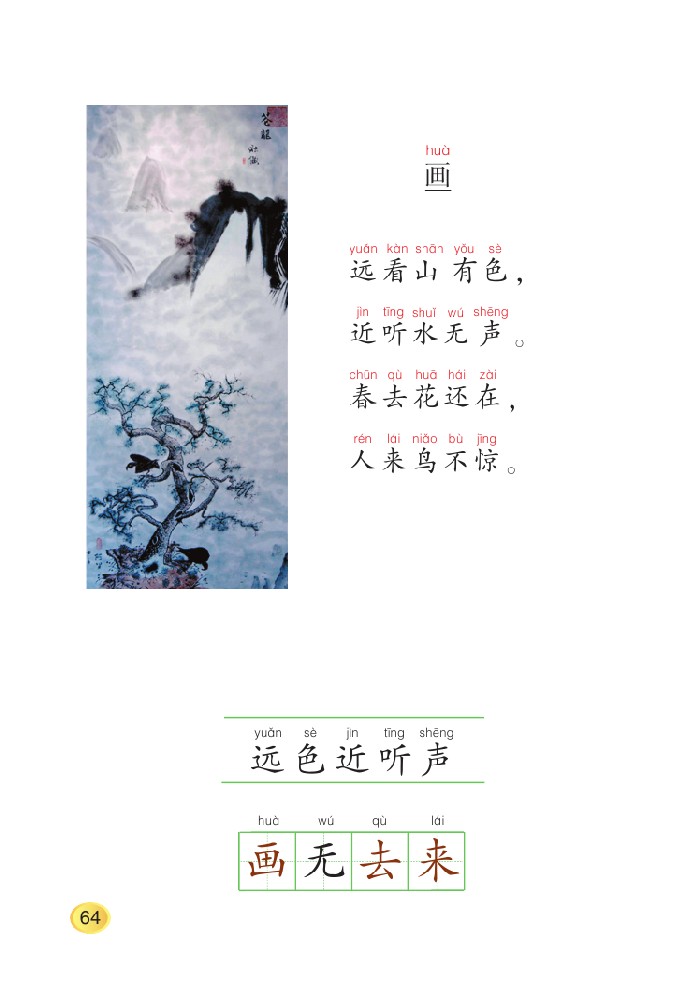 苍龙
huà
画
yuǎn kàn shān yǒu sè
远看山有色，
jìn tīng shuǐ wú shēng
近听水无声。
chūn qù huā hái zài
春去花还在，
rén lái niǎo bù jīng
人来鸟不惊。
yuǎn sè jìn tīng shēng
远色近听声
huà wú qù lái
画无去来
64